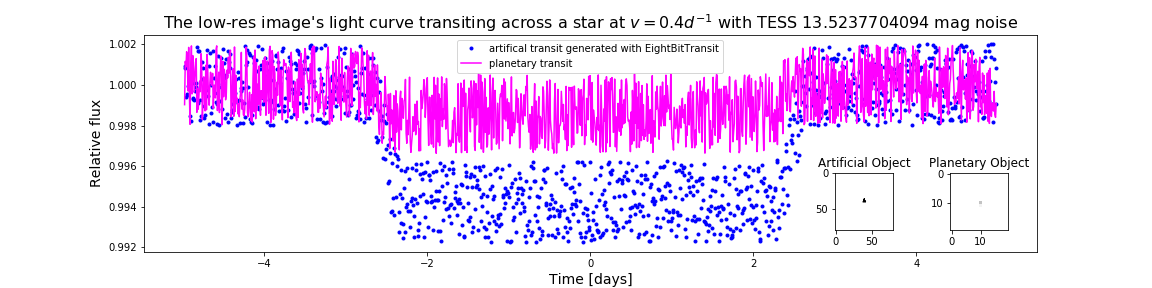 The low-res image's light curve transiting across a star at v = 0.4d⁻¹ with TESS 13.5237704094 mag noise
artifical transit generated with EightBitTransit
planetary transit
Relative flux
1.002
1.000
0.998
0.996
0.994
0.992
Artificial Object
Planetary Object
0
50
0 50
0
10
0 10
−4 −2 0 2 4
Time [days]